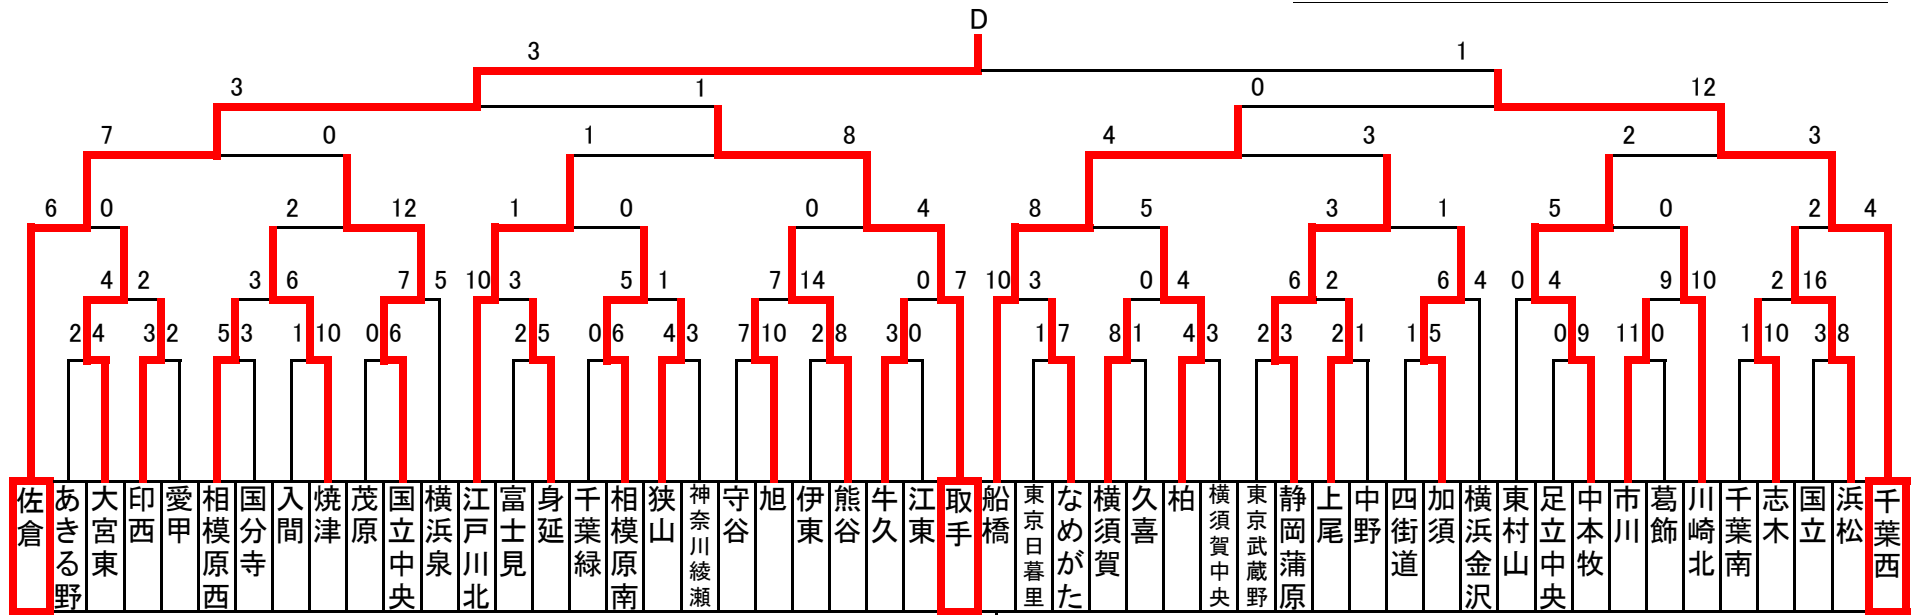 D
3 1
3 1 0 12
7 0 1 8 4 3 2 3
6 0 2 12 1 0 0 4 8 5 3 1 5 0 2 4
4 2 3 6 7 5 10 3 5 1 7 14 0 7 10 3 0 4 6 2 6 4 0 4 9 10 2 16
2 4 3 2 5 3 1 10 0 6 2 5 0 6 4 3 7 10 2 8 3 0 1 7 8 1 4 3 2 3 2 1 1 5 0 9 11 0 1 10 3 8
佐倉
あきる野
大宮東
印西
愛甲
相模原西
国分寺
入間
焼津
茂原
国立中央
横浜泉
江戸川北
富士見
身延
千葉緑
相模原南
狭山
神奈川綾瀬
守谷
旭
伊東
熊谷
牛久
江東
取手
船橋
東京日暮里
なめがた
横須賀
久喜
柏
横須賀中央
東京武蔵野
静岡蒲原
上尾
中野
四街道
加須
横浜金沢
東村山
足立中央
中本牧
市川
葛飾
川崎北
千葉南
志木
国立
浜松
千葉西